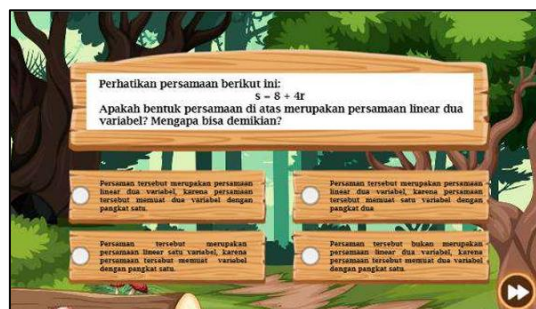 Perhatikan persamaan berikut ini:
s = 8 + 4r
Apakah bentuk persamaan di atas merupakan persamaan linear dua
variabel? Mengapa bisa demikian?
Persaman tersebut merupakan persamaan
linear dua variabel, karena persamaan
tersebut memuat dua variabel dengan
pangkat satu.
Persaman tersebut merupakan persamaan
linear dua variabel, karena persamaan
tersebut memuat satu variabel dengan
pangkat dua
Persaman tersebut merupakan
persamaan linear satu variabel, karena
persamaan tersebut memuat variabel
dengan pangkat satu.
Persaman tersebut bukan merupakan
persamaan linear dua variabel, karena
persamaan tersebut memuat dua variabel
dengan pangkat satu.